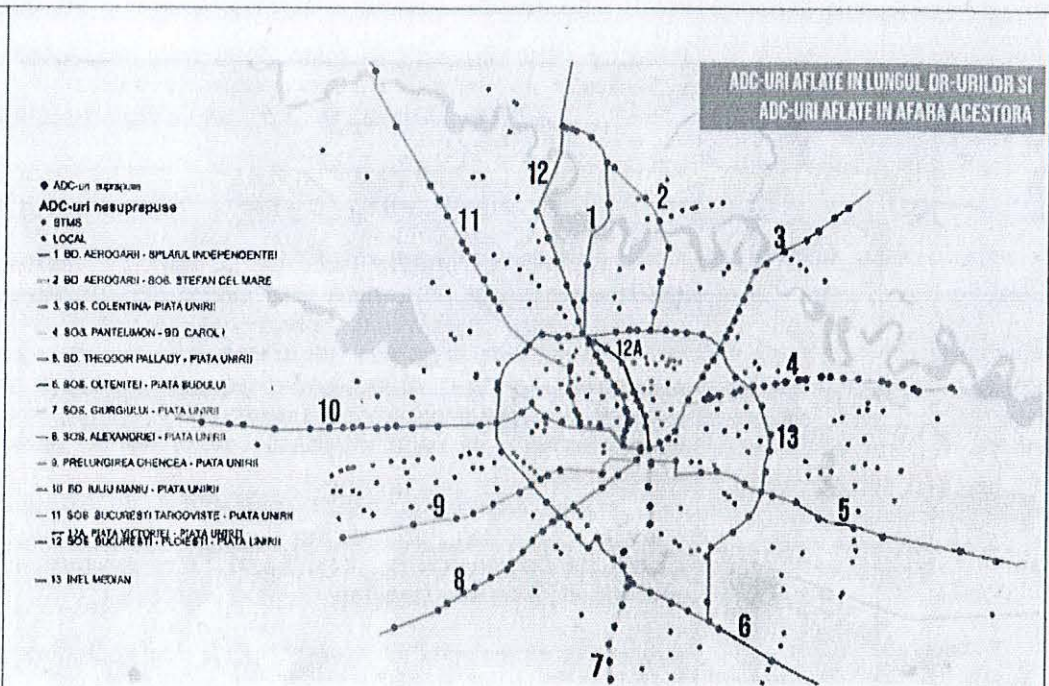 ADC-URI AFLATE IN LUNGUL DR-URILOR SI
ADC-URI AFLATE IN AFARA ACESTORA
ADC-uri suprapuse
ADC-uri nesuprapuse
STMB
LOCAL
1 BD. AEROGARII - SPLAIUL INDEPENDENTEI
2 BD AEROGARII - SOS. STEFAN CEL MARE
3 SOS. COLENTINA- PIATA UNIRII
4 SOS. PANTELIMON - BD. CAROL I
5. BD. THEODOR PALLADY - PIATA UNIRII
6 SOS. OLTENITEI - PIATA SUDULUI
7 SOS. GIURGIULUI - PIATA UNIRII
8 SOS. ALEXANDRIEI - PIATA UNIRII
9 PRELUNGIREA GHENCEA - PIATA UNIRII
10 BD IULIU MANIU - PIATA UNIRII
11 SOS BUCURESTI TARGOVISTE - PIATA UNIRII
12A PIATA VICTORIEI - PIATA UNIRII
12 SOS BUCURESTI - PLOIESTI - PIATA UNIRII
13 INEL MEDIAN
12
1
2
3
11
12A
4
10
13
9
5
8
6
7